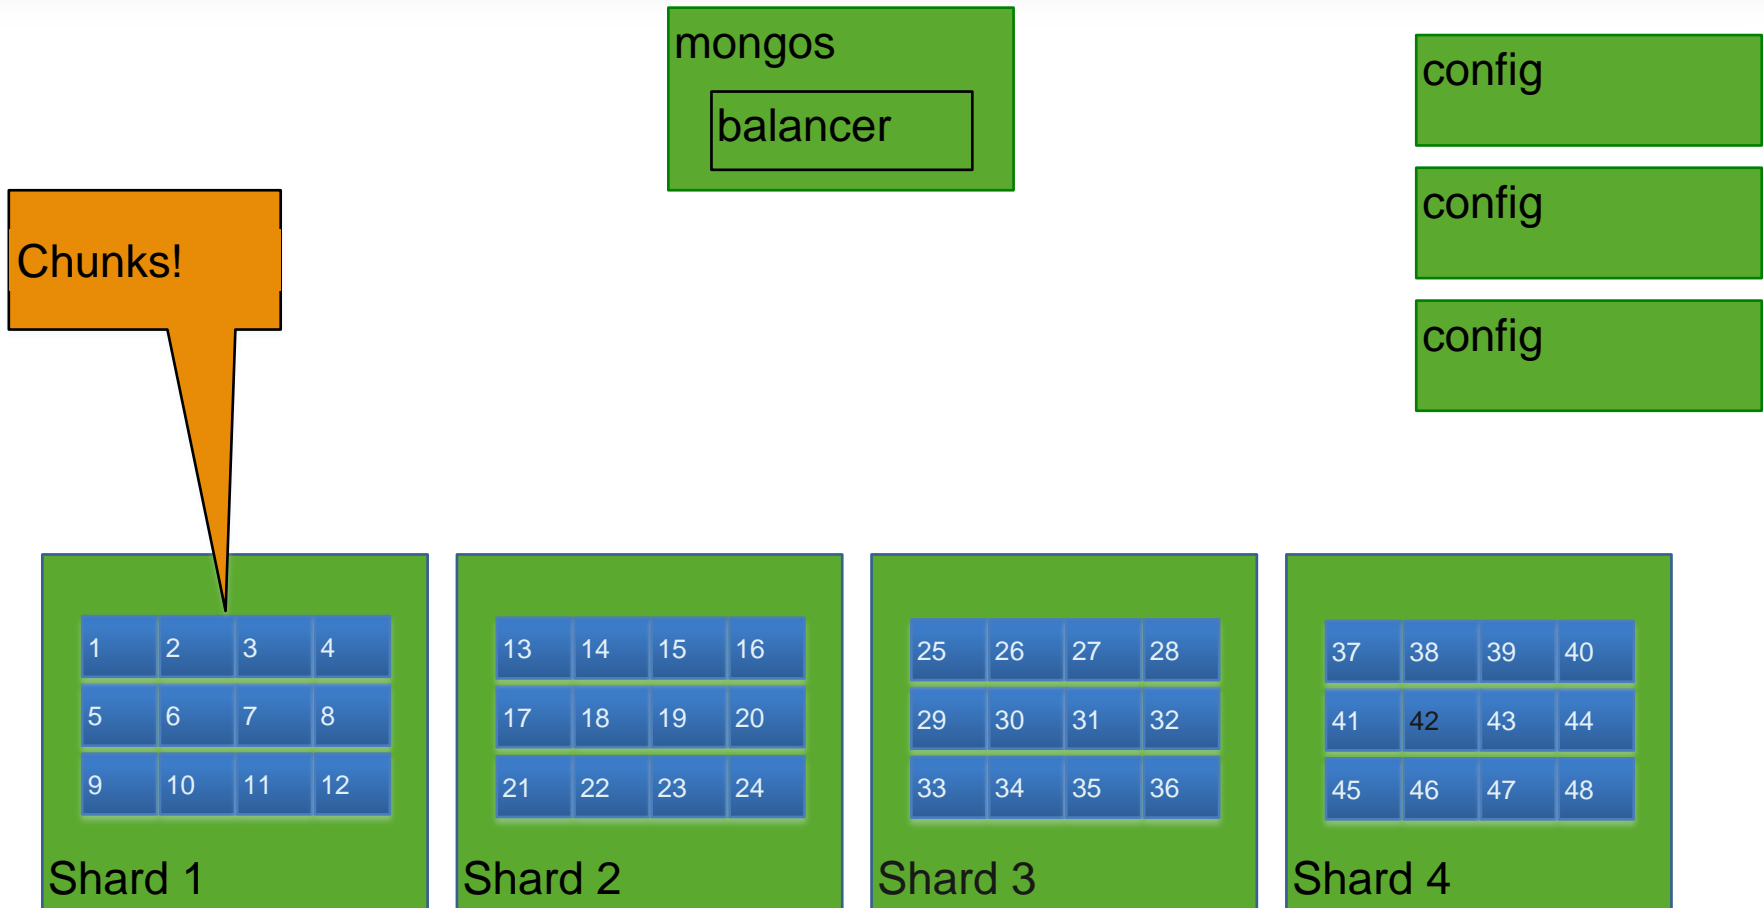 mongos
balancer
config
config
config
Chunks!
1 2 3 4
5 6 7 8
9 10 11 12
Shard 1
13 14 15 16
17 18 19 20
21 22 23 24
Shard 2
25 26 27 28
29 30 31 32
33 34 35 36
Shard 3
37 38 39 40
41 42 43 44
45 46 47 48
Shard 4